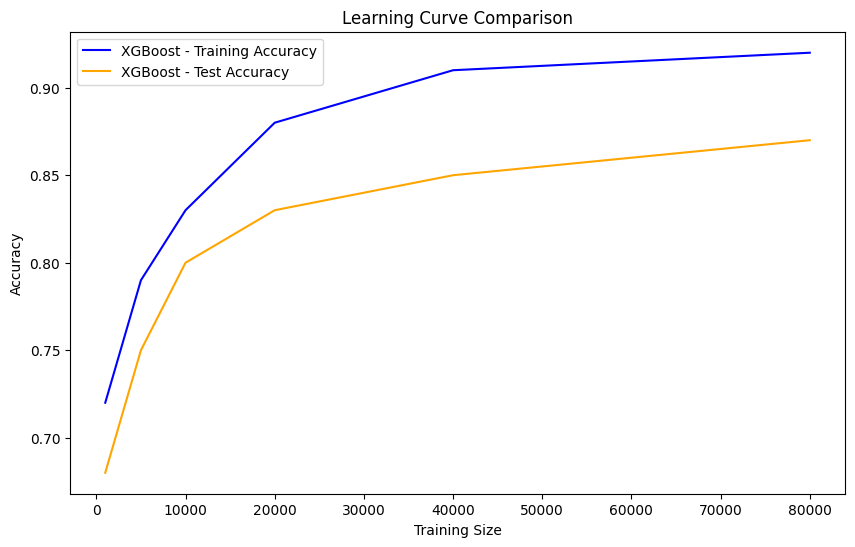 Learning Curve Comparison
XGBoost - Training Accuracy
XGBoost - Test Accuracy
Accuracy
0.90
0.85
0.80
0.75
0.70
0 10000 20000 30000 40000 50000 60000 70000 80000
Training Size